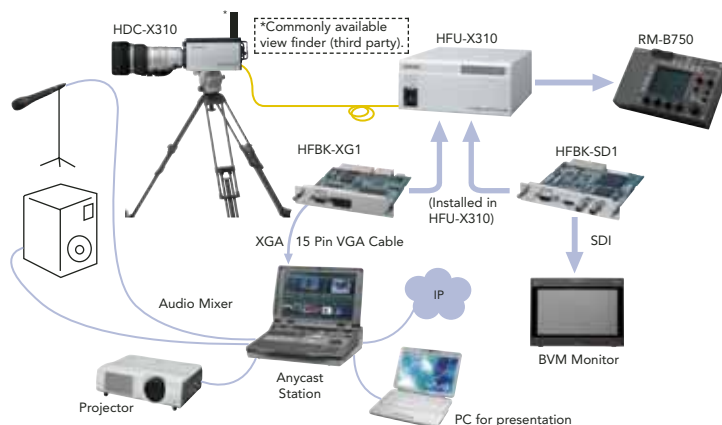 HDC-X310
*
*Commonly available
view finder (third party).
HFU-X310
RM-B750
HFBK-XG1
HFBK-SD1
(Installed in
HFU-X310)
XGA
15 Pin VGA Cable
SDI
Audio Mixer
IP
BVM Monitor
Anycast
Station
Projector
PC for presentation